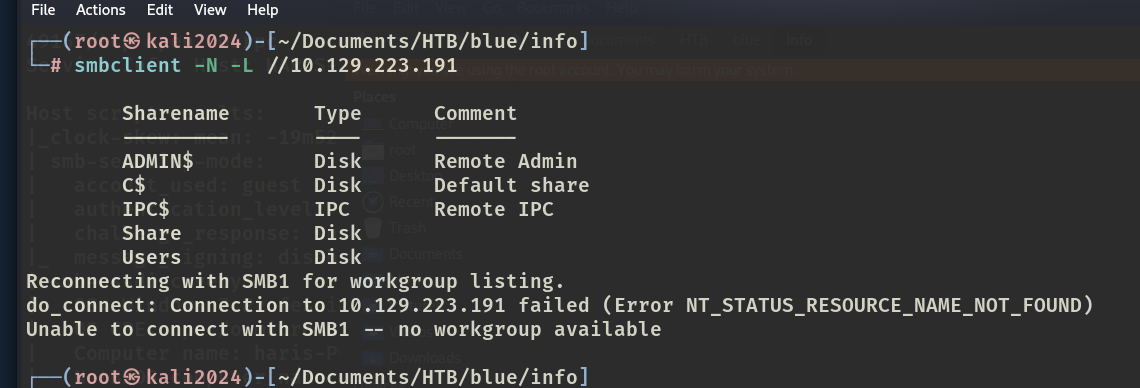 File Actions Edit View Help
┌──(root㉿kali2024)-[~/Documents/HTB/blue/info]
└─# smbclient -N -L //10.129.223.191
Sharename Type Comment
--------- ---- -------
ADMIN$ Disk Remote Admin
C$ Disk Default share
IPC$ IPC Remote IPC
Share Disk
Users Disk
Reconnecting with SMB1 for workgroup listing.
do_connect: Connection to 10.129.223.191 failed (Error NT_STATUS_RESOURCE_NAME_NOT_FOUND)
Unable to connect with SMB1 -- no workgroup available
┌──(root㉿kali2024)-[~/Documents/HTB/blue/info]